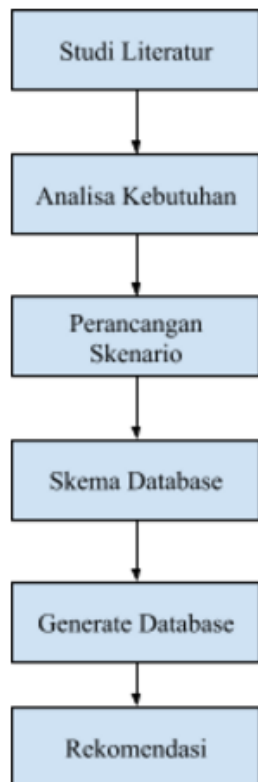 Studi Literatur
Analisa Kebutuhan
Perancangan
Skenario
Skema Database
Generate Database
Rekomendasi